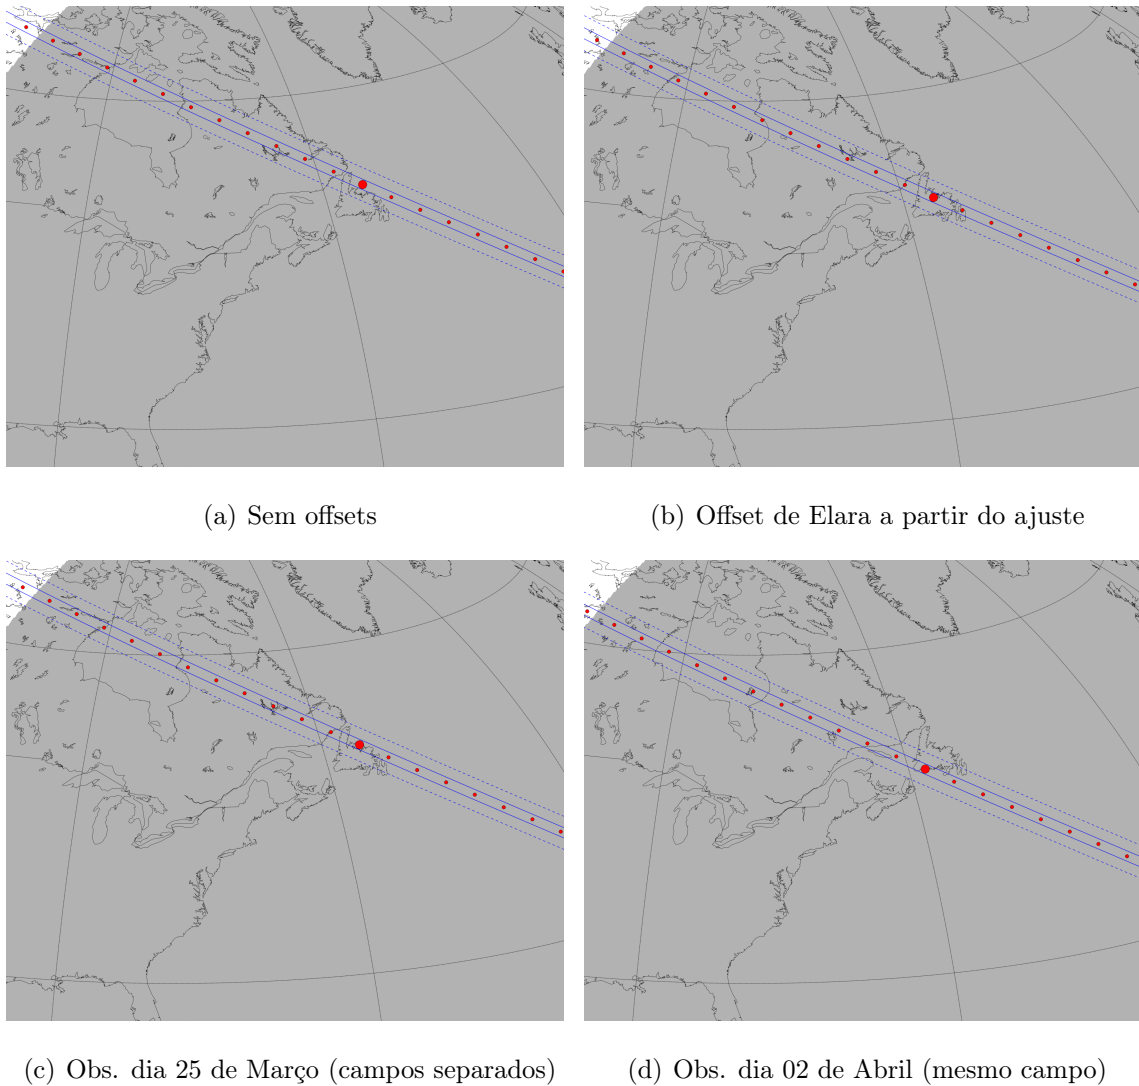 (a) Sem offsets
(b) Offset de Elara a partir do ajuste
(c) Obs. dia 25 de Março (campos separados)
(d) Obs. dia 02 de Abril (mesmo campo)